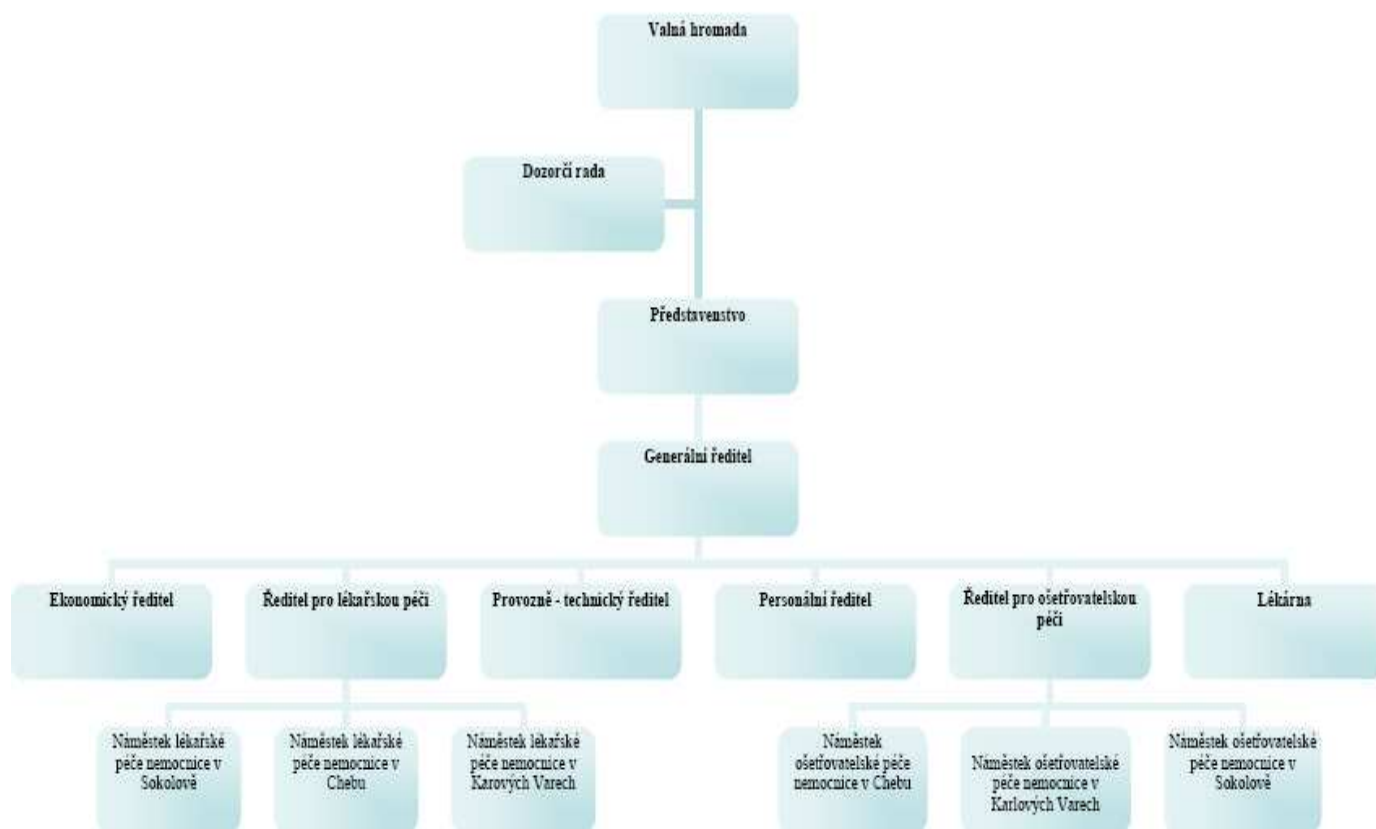 Valná hromada
Dozorčí rada
Představenstvo
Generální ředitel
Ekonomický ředitel
Ředitel pro lékařskou péči
Provozně - technický ředitel
Personální ředitel
Ředitel pro ošetřovatelskou
péči
Lékárna
Náměstek lékařské
péče nemocnice v
Sokolově
Náměstek lékařské
péče nemocnice v
Chebu
Náměstek lékařské
péče nemocnice v
Karových Varech
Náměstek
ošetřovatelské péče
nemocnice v Chebu
Náměstek ošetřovatelské
péče nemocnice v
Karlových Varech
Náměstek ošetřovatelské
péče nemocnice v
Sokolově